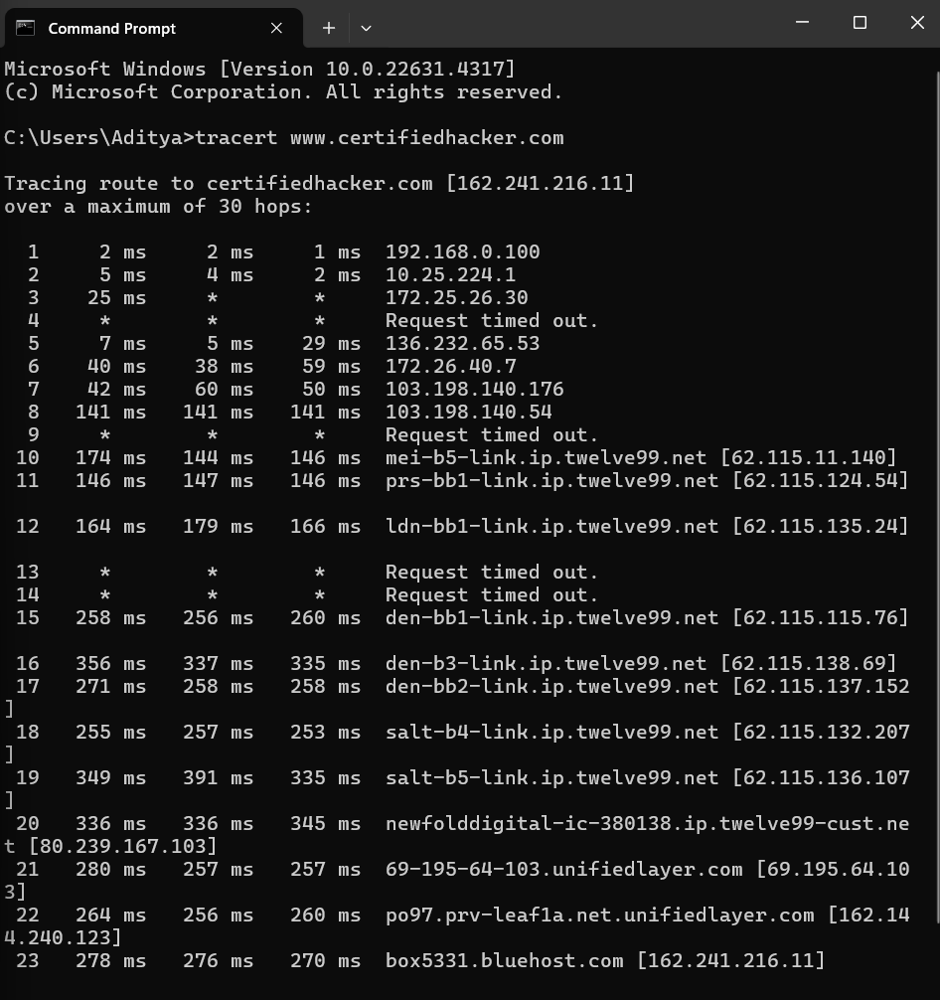 Command Prompt
Microsoft Windows [Version 10.0.22631.4317]
(c) Microsoft Corporation. All rights reserved.
C:\Users\Aditya>tracert www.certifiedhacker.com
Tracing route to certifiedhacker.com [162.241.216.11]
over a maximum of 30 hops:
1 2 ms 2 ms 1 ms 192.168.0.100
2 5 ms 4 ms 2 ms 10.25.224.1
3 25 ms * * 172.25.26.30
4 * * * Request timed out.
5 7 ms 5 ms 29 ms 136.232.65.53
6 40 ms 38 ms 59 ms 172.26.40.7
7 42 ms 60 ms 50 ms 103.198.140.176
8 141 ms 141 ms 141 ms 103.198.140.54
9 * * * Request timed out.
10 174 ms 144 ms 146 ms mei-b5-link.ip.twelve99.net [62.115.11.140]
11 146 ms 147 ms 146 ms prs-bb1-link.ip.twelve99.net [62.115.124.54]
12 164 ms 179 ms 166 ms ldn-bb1-link.ip.twelve99.net [62.115.135.24]
13 * * * Request timed out.
14 * * * Request timed out.
15 258 ms 256 ms 260 ms den-bb1-link.ip.twelve99.net [62.115.115.76]
16 356 ms 337 ms 335 ms den-b3-link.ip.twelve99.net [62.115.138.69]
17 271 ms 258 ms 258 ms den-bb2-link.ip.twelve99.net [62.115.137.152
]
18 255 ms 257 ms 253 ms salt-b4-link.ip.twelve99.net [62.115.132.207
]
19 349 ms 391 ms 335 ms salt-b5-link.ip.twelve99.net [62.115.136.107
]
20 336 ms 336 ms 345 ms newfolddigital-ic-380138.ip.twelve99-cust.ne
t [80.239.167.103]
21 280 ms 257 ms 257 ms 69-195-64-103.unifiedlayer.com [69.195.64.10
3]
22 264 ms 256 ms 260 ms po97.prv-leaf1a.net.unifiedlayer.com [162.14
4.240.123]
23 278 ms 276 ms 270 ms box5331.bluehost.com [162.241.216.11]